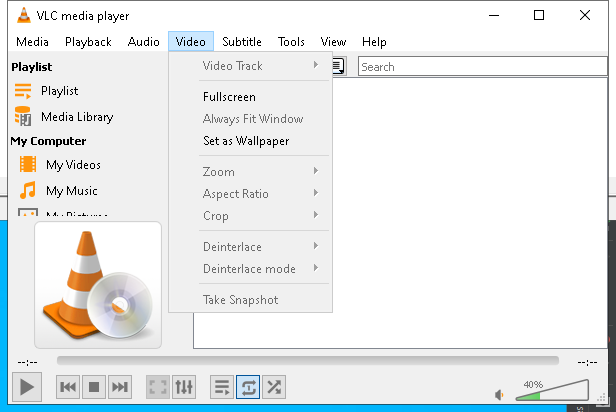 VLC media player
Media Playback Audio Video Subtitle Tools View Help
Playlist
Playlist
Media Library
My Computer
My Videos
My Music
My Pictures
Video Track
Fullscreen
Always Fit Window
Set as Wallpaper
Zoom
Aspect Ratio
Crop
Deinterlace
Deinterlace mode
Take Snapshot
Search
--:-- --:--
40%